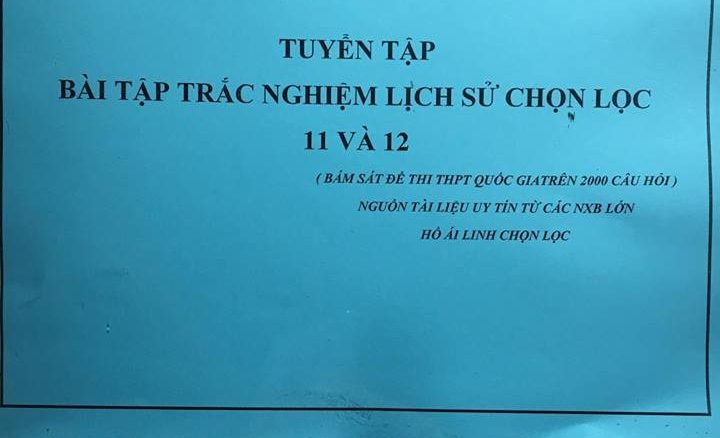 TUYỄN TẬP
BÀI TẬP TRẮC NGHIỆM LỊCH SỬ CHỌN LỌC
11 VÀ 12
( BÁM SÁT ĐỀ THI THPT QUỐC GIATRÊN 2000 CÂU HỎI )
NGUỒN TÀI LIỆU UY TÍN TỪ CÁC NXB LỚN
HỒ ÁI LINH CHỌN LỌC